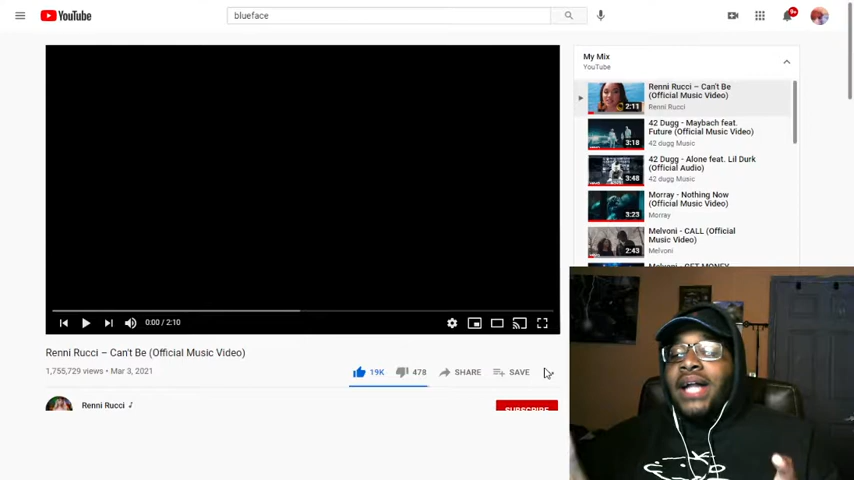 YouTube
blueface
9+
0:00 / 2:10
Renni Rucci – Can't Be (Official Music Video)
1,755,729 views • Mar 3, 2021
19K
478
SHARE
SAVE
Renni Rucci
SUBSCRIBE
My Mix
YouTube
2:11
Renni Rucci – Can't Be
(Official Music Video)
Renni Rucci
3:18
42 Dugg - Maybach feat.
Future (Official Music Video)
42 dugg Music
3:48
42 Dugg - Alone feat. Lil Durk
(Official Audio)
42 dugg Music
3:23
Morray - Nothing Now
(Official Music Video)
Morray
2:43
Melvoni - CALL (Official
Music Video)
Melvoni
Melvoni - GET MONEY